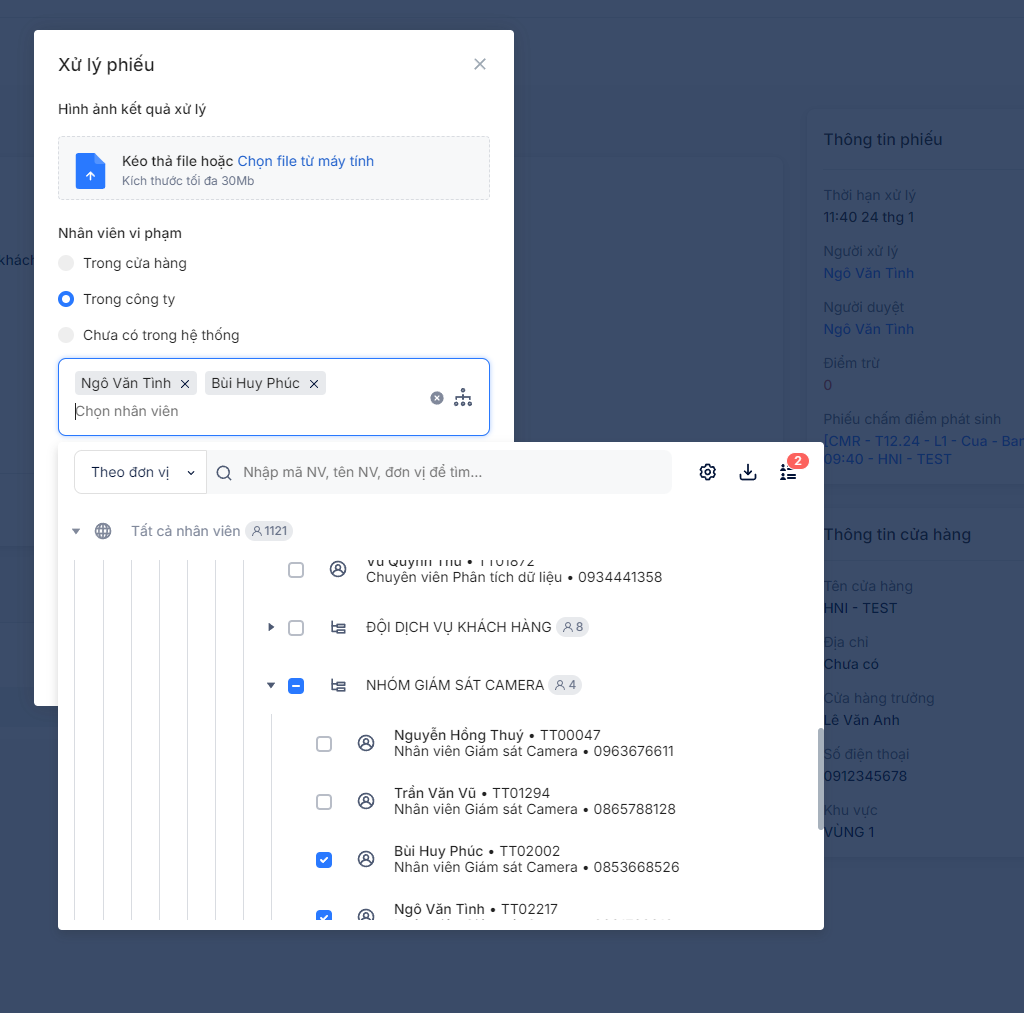 Xử lý phiếu
Hình ảnh kết quả xử lý
Kéo thả file hoặc Chọn file từ máy tính
Kích thước tối đa 30Mb
Nhân viên vi phạm
Trong cửa hàng
Trong công ty
Chưa có trong hệ thống
Ngô Văn Tình
Bùi Huy Phúc
Chọn nhân viên
Theo đơn vị
Nhập mã NV, tên NV, đơn vị để tìm...
2
Tất cả nhân viên 1121
Vũ Quỳnh Thu • TT01872
Chuyên viên Phân tích dữ liệu • 0934441358
ĐỘI DỊCH VỤ KHÁCH HÀNG 8
NHÓM GIÁM SÁT CAMERA 4
Nguyễn Hồng Thuý • TT00047
Nhân viên Giám sát Camera • 0963676611
Trần Văn Vũ • TT01294
Nhân viên Giám sát Camera • 0865788128
Bùi Huy Phúc • TT02002
Nhân viên Giám sát Camera • 0853668526
Ngô Văn Tình • TT02217
khách
Thông tin phiếu
Thời hạn xử lý
11:40 24 thg 1
Người xử lý
Ngô Văn Tình
Người duyệt
Ngô Văn Tình
Điểm trừ
0
Phiếu chấm điểm phát sinh
[CMR - T12.24 - L1 - Cua - Bar
09:40 - HNI - TEST
Thông tin cửa hàng
Tên cửa hàng
HNI - TEST
Địa chỉ
Chưa có
Cửa hàng trưởng
Lê Văn Anh
Số điện thoại
0912345678
Khu vực
VÙNG 1